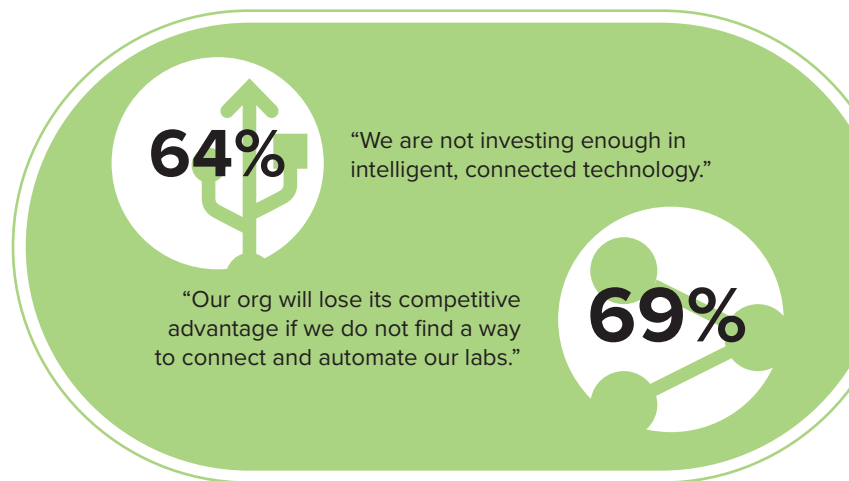 64%
“We are not investing enough in
intelligent, connected technology.”
“Our org will lose its competitive
advantage if we do not find a way
to connect and automate our labs.”
69%